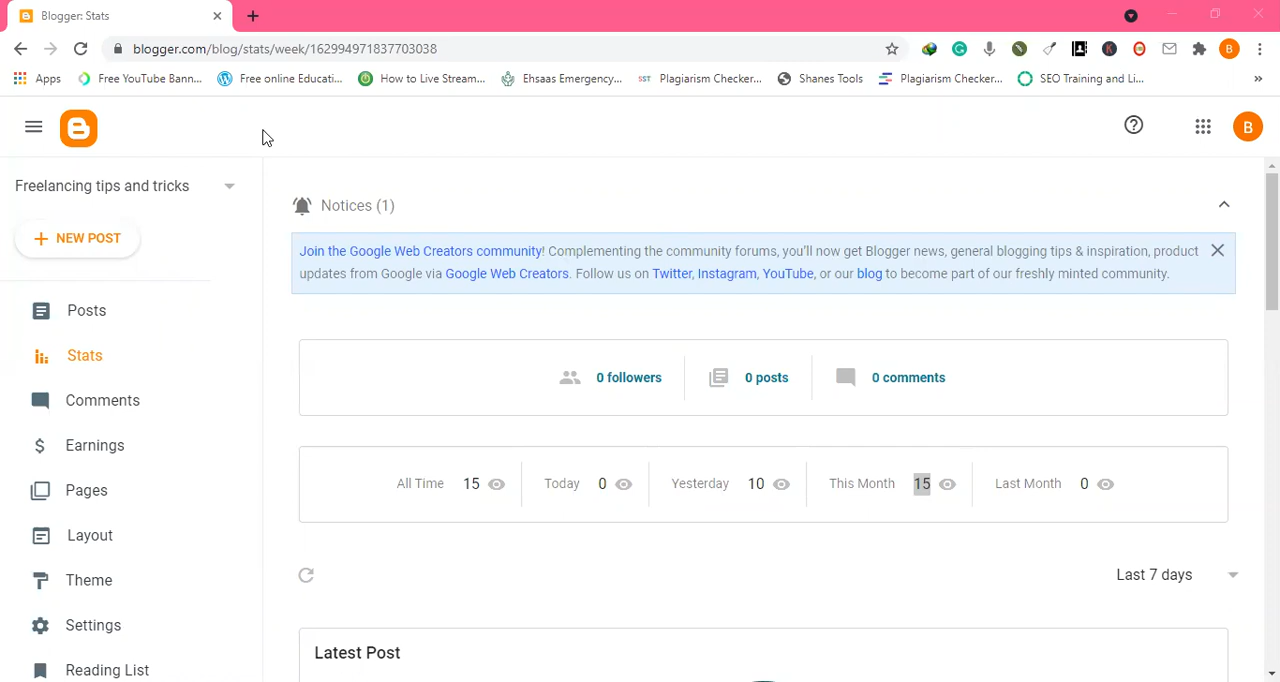 Blogger: Stats
blogger.com/blog/stats/week/162994971837703038
B
Apps
Free YouTube Bann...
Free online Educati...
How to Live Stream...
Ehsaas Emergency,...
SST Plagiarism Checker...
Shanes Tools
Plagiarism Checker...
SEO Training and Li...
B
Freelancing tips and tricks
NEW POST
Posts
Stats
Comments
Earnings
Pages
Layout
Theme
Settings
Reading List
Notices (1)
Join the Google Web Creators community! Complementing the community forums, you'll now get Blogger news, general blogging tips & inspiration, product
updates from Google via Google Web Creators. Follow us on Twitter, Instagram, YouTube, or our blog to become part of our freshly minted community.
0 followers
0 posts
0 comments
All Time 15
Today 0
Yesterday 10
This Month 15
Last Month 0
Last 7 days
Latest Post